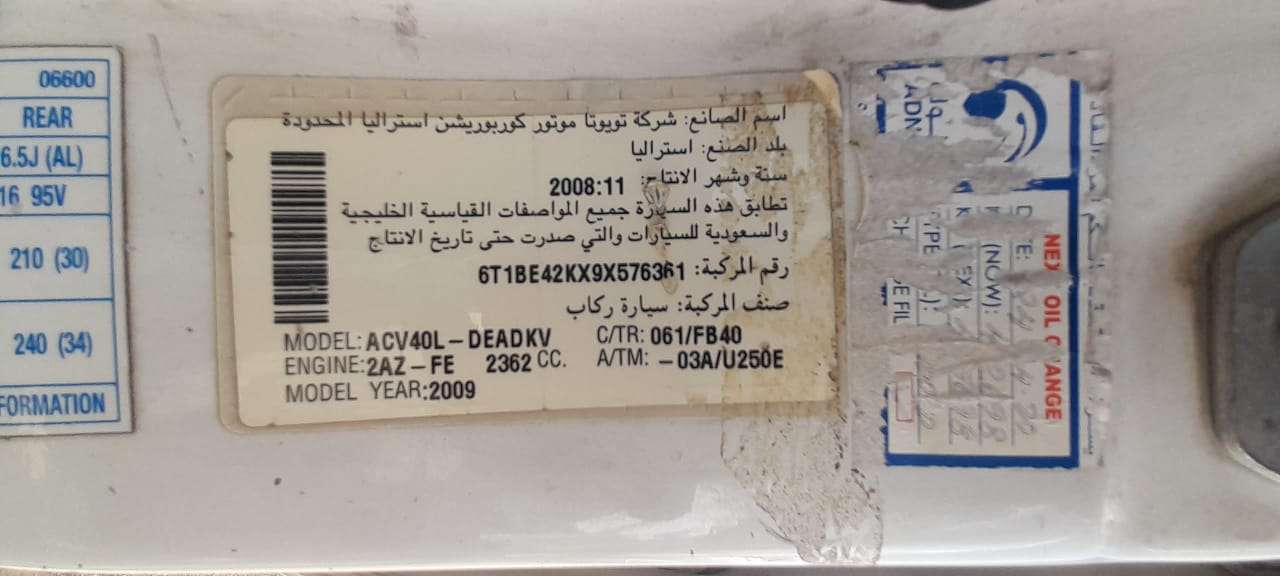 06600
REAR
6.5J (AL)
16 95V
210 (30)
240 (34)
FORMATION
اسم الصانع: شركة تويوتا موتور كوربوريشن استراليا المحدودة
بلد الصنع: استراليا
سنة وشهر الانتاج: 2008:11
تطابق هذه السيارة جميع المواصفات القياسية الخليجية
والسعودية للسيارات والتي صدرت حتى تاريخ الانتاج
رقم المركبة: 6T1BE42KX9X576361
صنف المركبة: سيارة ركاب
MODEL: ACV40L-DEADKV C/TR: 061/FB40
ENGINE: 2AZ-FE 2362 CC. A/TM: -03A/U250E
MODEL YEAR: 2009
ADN
OIL
(NOW):